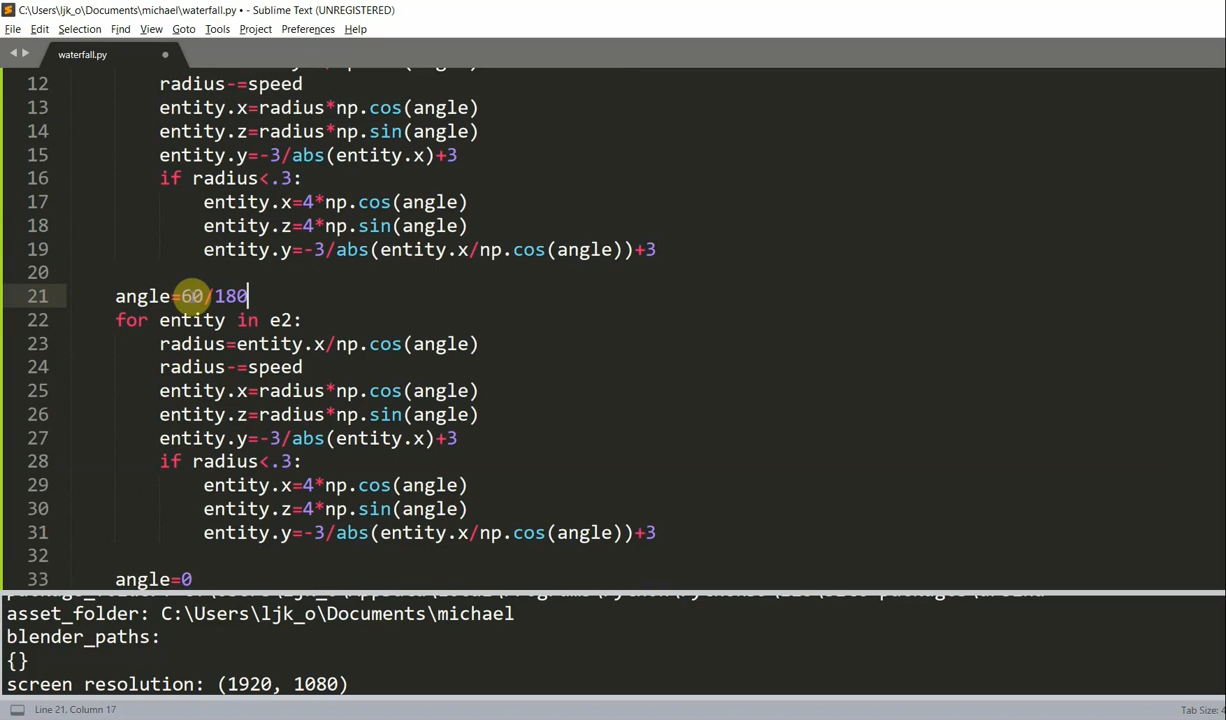 C:\Users\ljk_o\Documents\michael\waterfall.py • - Sublime Text (UNREGISTERED)
File Edit Selection Find View Goto Tools Project Preferences Help
waterfall.py
12 radius-=speed
13 entity.x=radius*np.cos(angle)
14 entity.z=radius*np.sin(angle)
15 entity.y=-3/abs(entity.x)+3
16 if radius<.3:
17 entity.x=4*np.cos(angle)
18 entity.z=4*np.sin(angle)
19 entity.y=-3/abs(entity.x/np.cos(angle))+3
20
21 angle=60/180
22 for entity in e2:
23 radius=entity.x/np.cos(angle)
24 radius-=speed
25 entity.x=radius*np.cos(angle)
26 entity.z=radius*np.sin(angle)
27 entity.y=-3/abs(entity.x)+3
28 if radius<.3:
29 entity.x=4*np.cos(angle)
30 entity.z=4*np.sin(angle)
31 entity.y=-3/abs(entity.x/np.cos(angle))+3
32
33 angle=0
asset_folder: C:\Users\ljk_o\Documents\michael
blender_paths:
{}
screen resolution: (1920, 1080)
Line 21, Column 17
Tab Size: 4